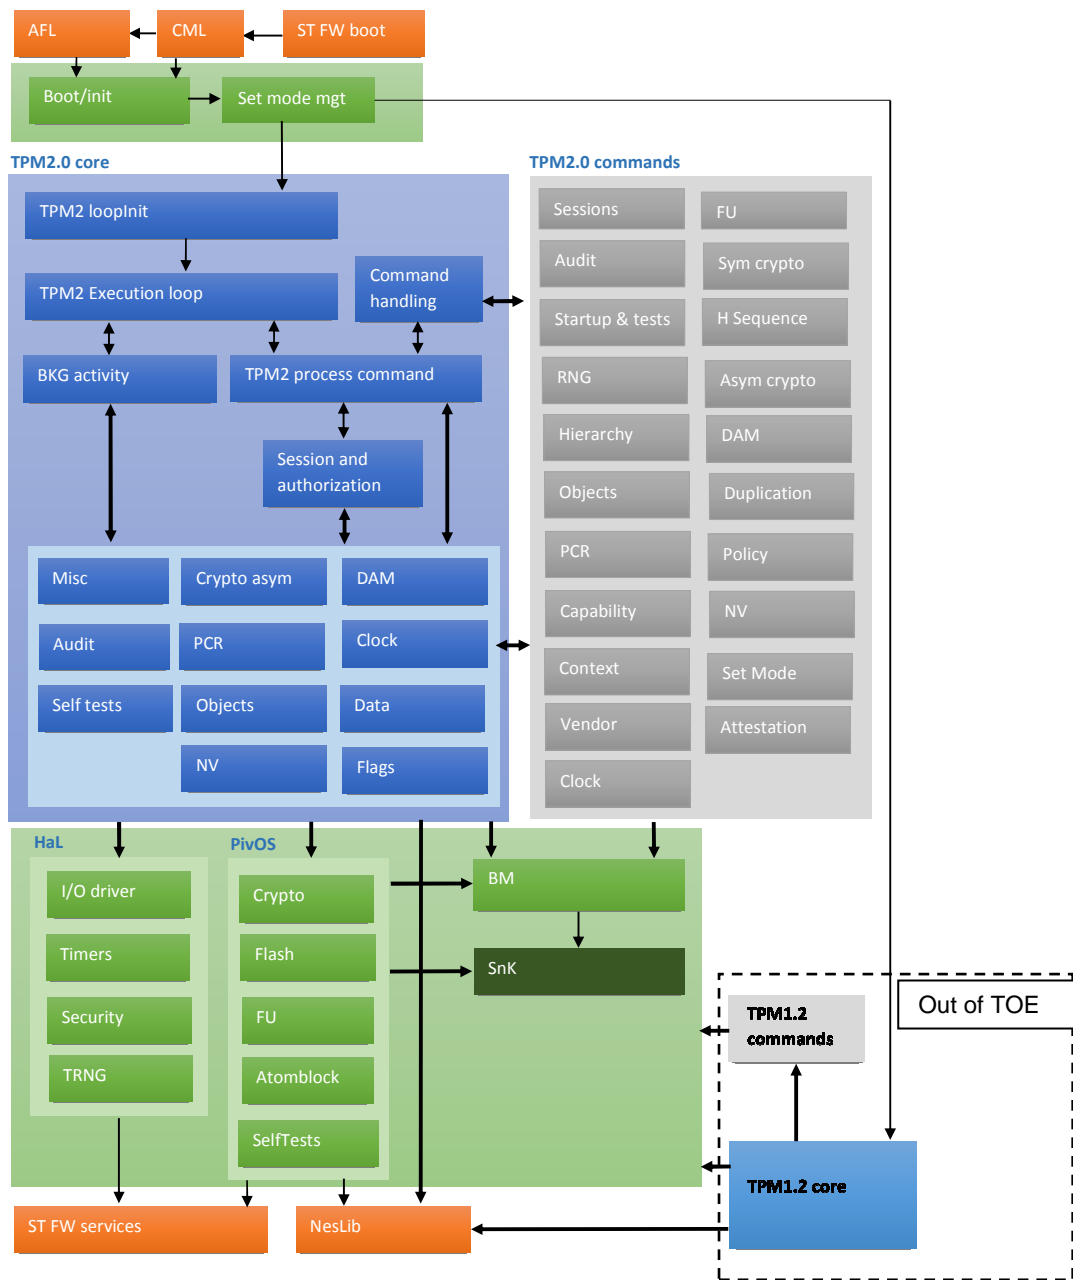 AFL
CML
ST FW boot
Boot/init
Set mode mgt
TPM2.0 core
TPM2 loopInit
TPM2 Execution loop
Command
handling
BKG activity
TPM2 process command
Session and
authorization
Misc
Crypto asym
DAM
Audit
PCR
Clock
Self tests
Objects
Data
NV
Flags
TPM2.0 commands
Sessions
FU
Audit
Sym crypto
Startup & tests
H Sequence
RNG
Asym crypto
Hierarchy
DAM
Objects
Duplication
PCR
Policy
Capability
NV
Context
Set Mode
Vendor
Attestation
Clock
HaL
I/O driver
Timers
Security
TRNG
PivOS
Crypto
Flash
FU
Atomblock
SelfTests
BM
SnK
Out of TOE
TPM1.2
commands
TPM1.2 core
ST FW services
NesLib